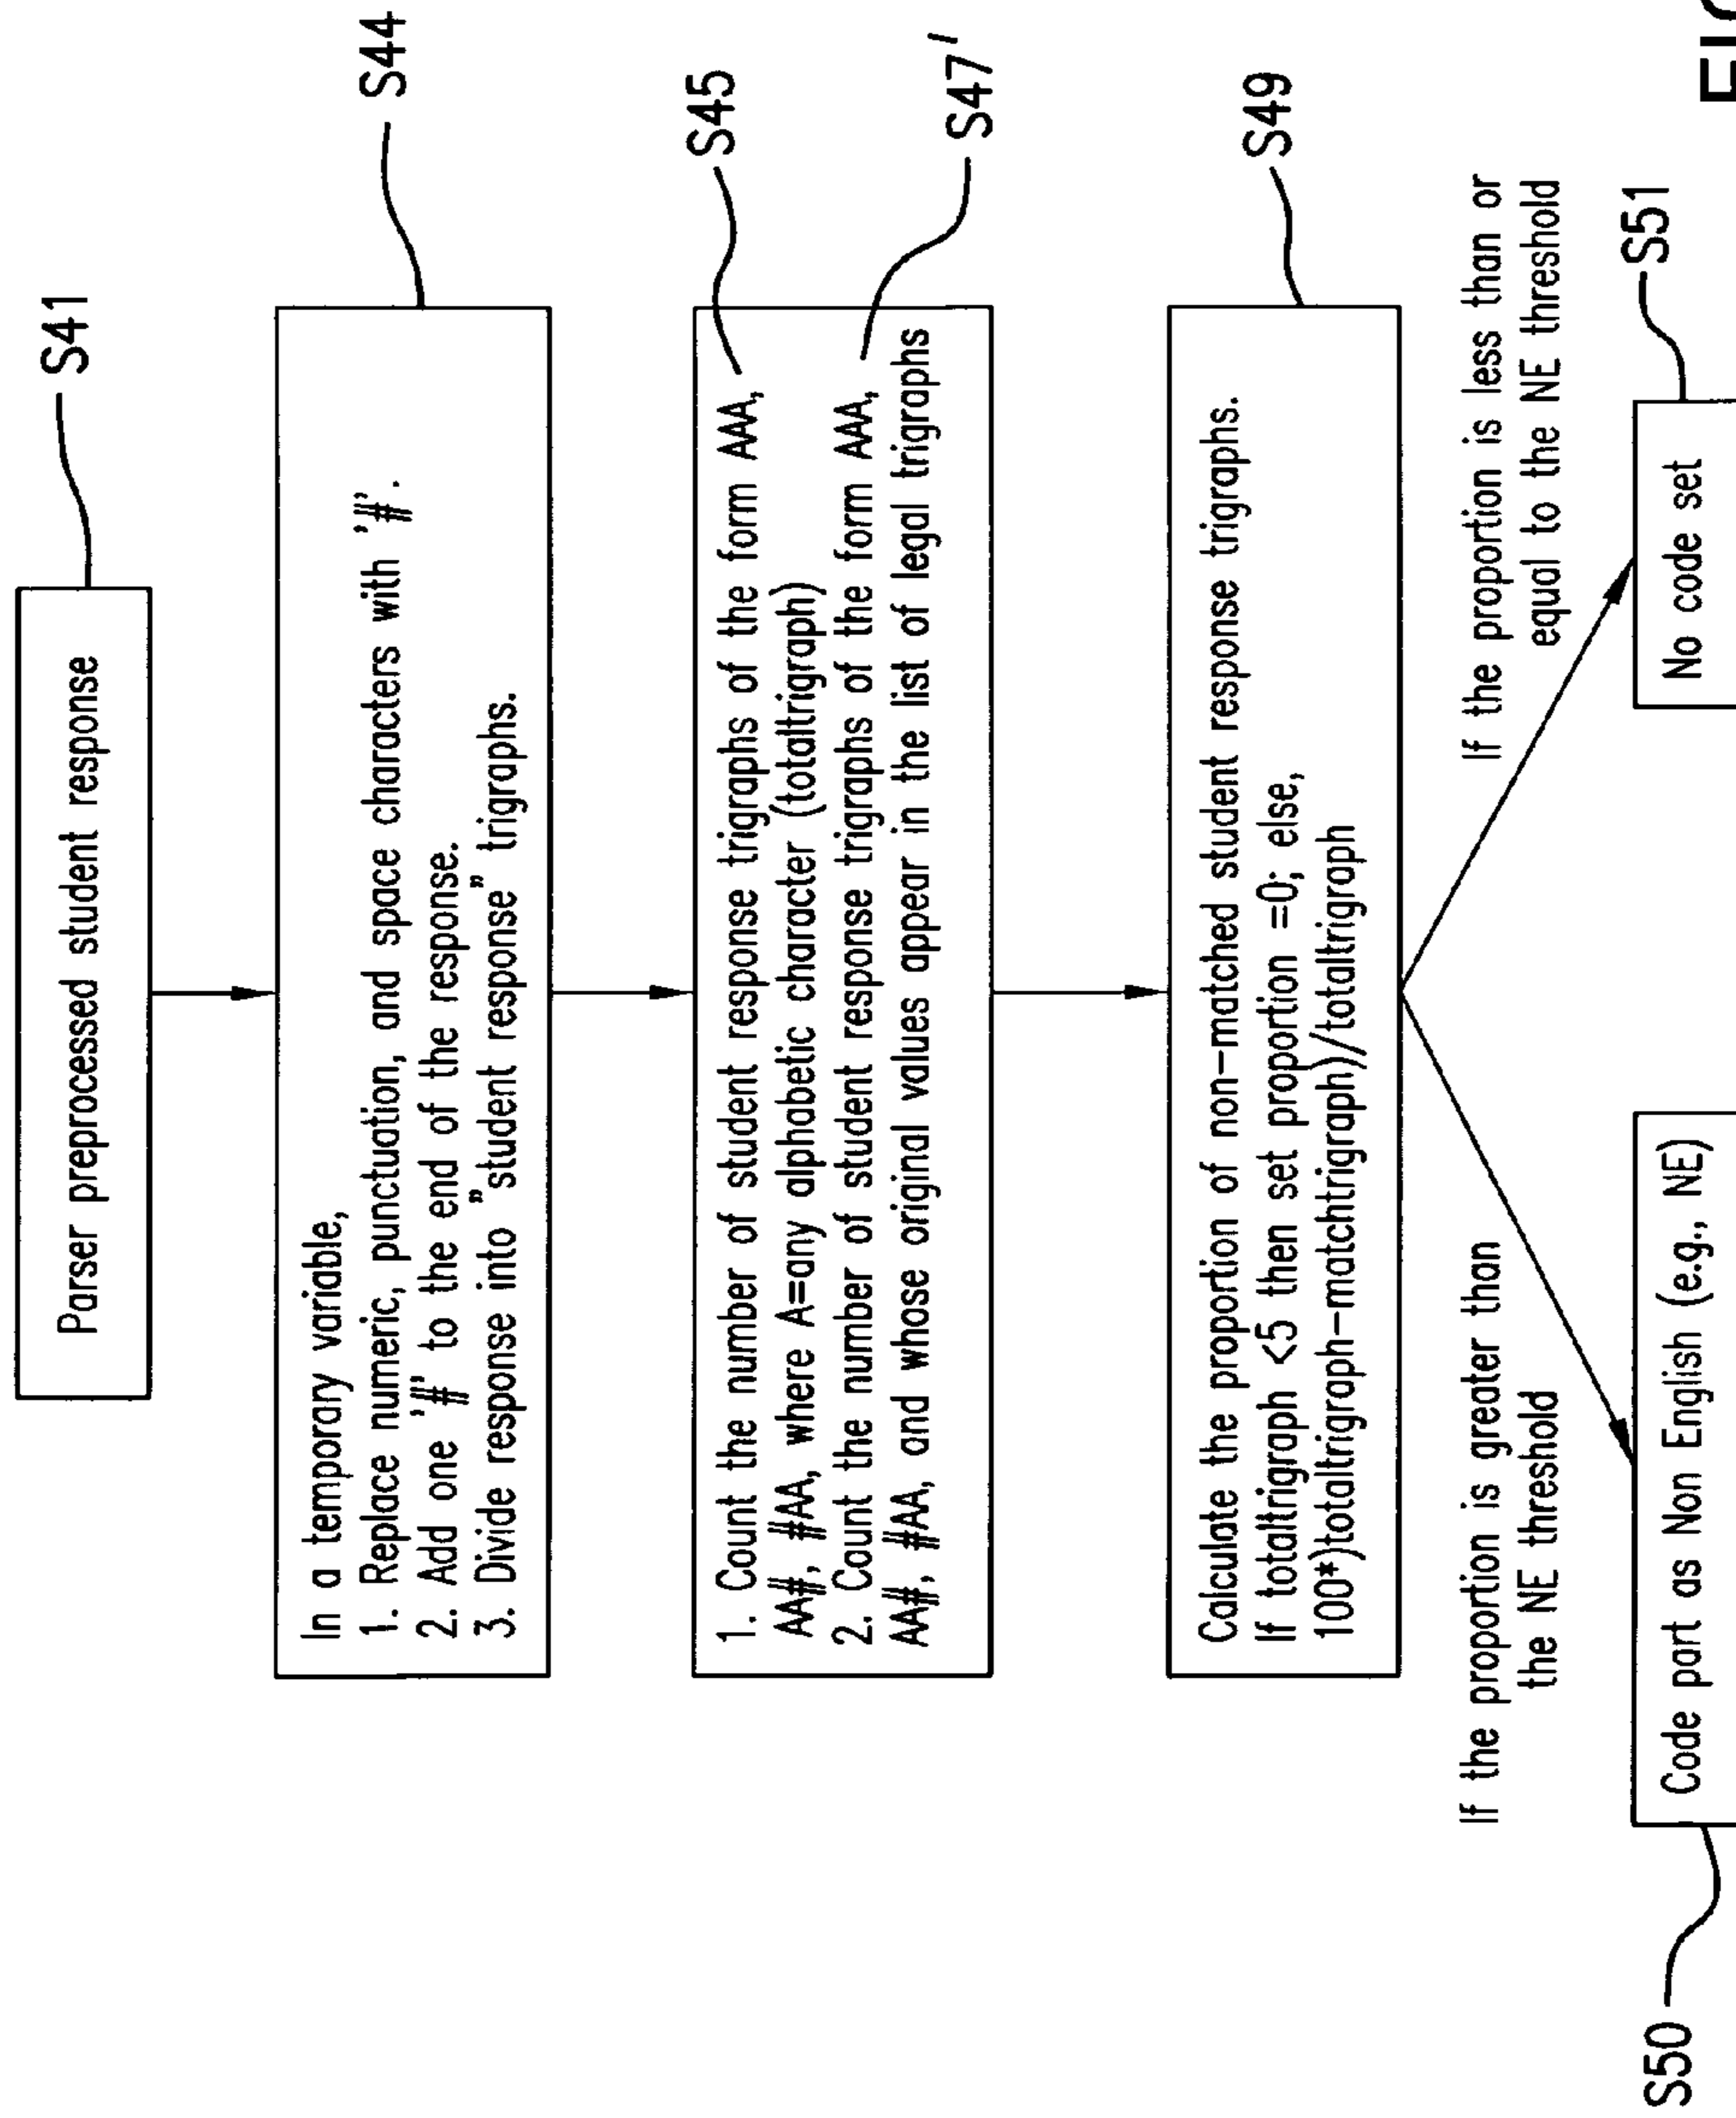 Parser preprocessed student response
S41
In a temporary variable,
1. Replace numeric, punctuation, and space characters with '#'.
2. Add one '#' to the end of the response.
3. Divide response into "student response" trigraphs.
S44
1. Count the number of student response trigraphs of the form AAA,
AA#, #AA, where A=any alphabetic character (totaltrigraph)
2. Count the number of student response trigraphs of the form AAA,
AA#, #AA, and whose original values appear in the list of legal trigraphs
S45
S47'
Calculate the proportion of non-matched student response trigraphs.
If totaltrigraph <5 then set proportion =0; else,
100*)totaltrigraph-matchtrigraph)/totaltrigraph
S49
If the proportion is greater than
the NE threshold
If the proportion is less than or
equal to the NE threshold
S50
Code part as Non English (e.g., NE)
No code set
S51